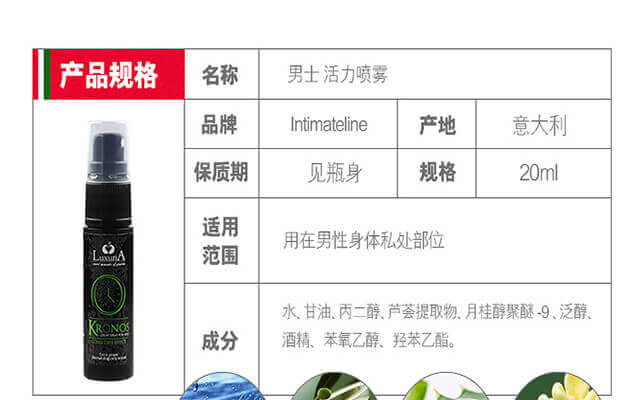 产品规格
名称 男士 活力喷雾
品牌 Intimateline 产地 意大利
保质期 见瓶身 规格 20ml
适用
范围
用在男性身体私处部位
成分
水、甘油、丙二醇、芦荟提取物、月桂醇聚醚 -9 、泛醇、
酒精、苯氧乙醇、羟苯乙酯。
LuxuriA
KRONOS